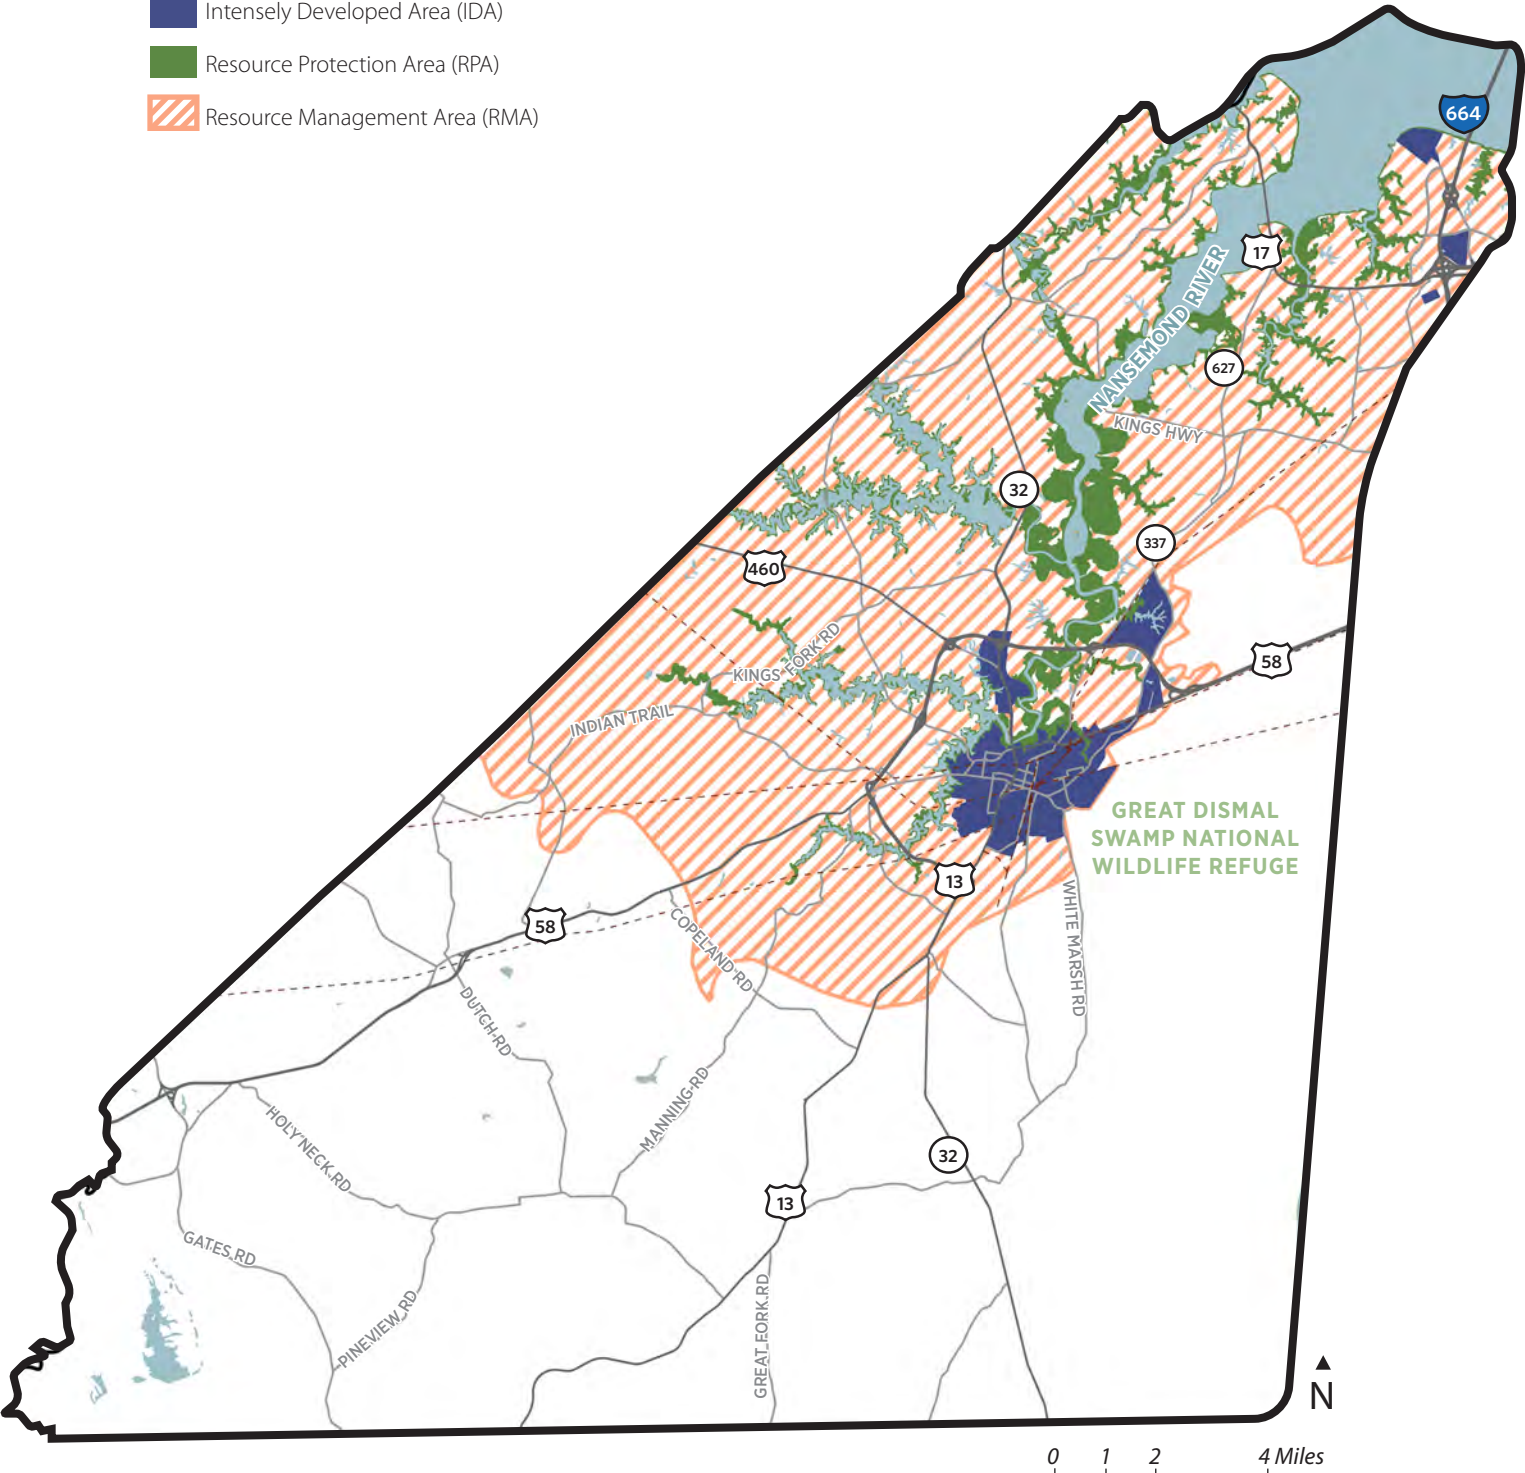 Intensely Developed Area (IDA)
Resource Protection Area (RPA)
Resource Management Area (RMA)
664
17
NANSEMOND RIVER
627
KINGS HWY
32
337
460
58
KINGS FORK RD
INDIAN TRAIL
GREAT DISMAL
SWAMP NATIONAL
WILDLIFE REFUGE
13
58
COPELAND RD
WHITE MARSH RD
DUTCH RD
MANNING RD
HOLY NECK RD
32
13
GATES RD
PINEVIEW RD
GREAT FORK RD
N
0 1 2 4 Miles